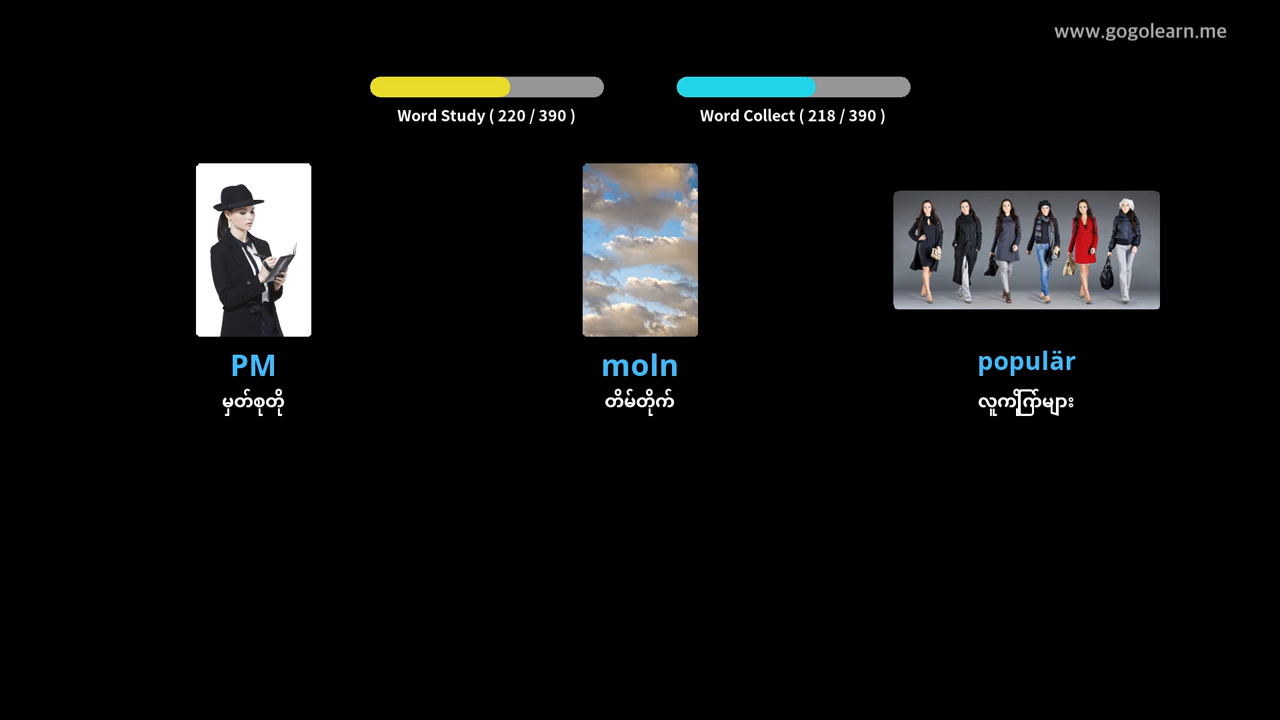 www.gogolearn.me
Word Study ( 220 / 390 )
Word Collect ( 218 / 390 )
PM
moln
populär
မှတ်စုတို
တိမ်တိုက်
လူကြိုက်များ